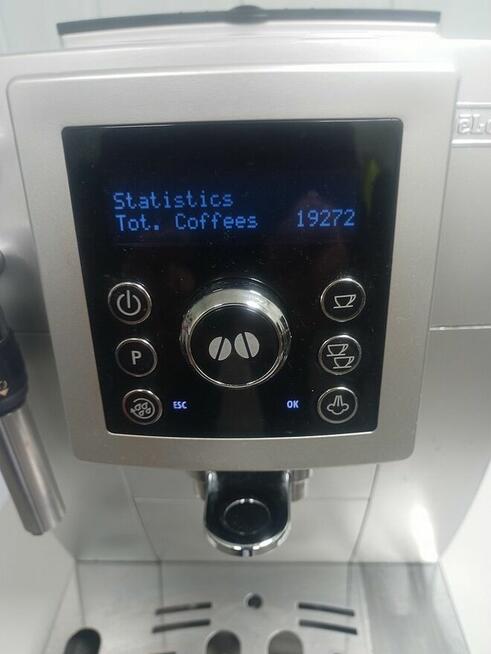 Statistics
Tot. Coffees 19272
P
ESC OK